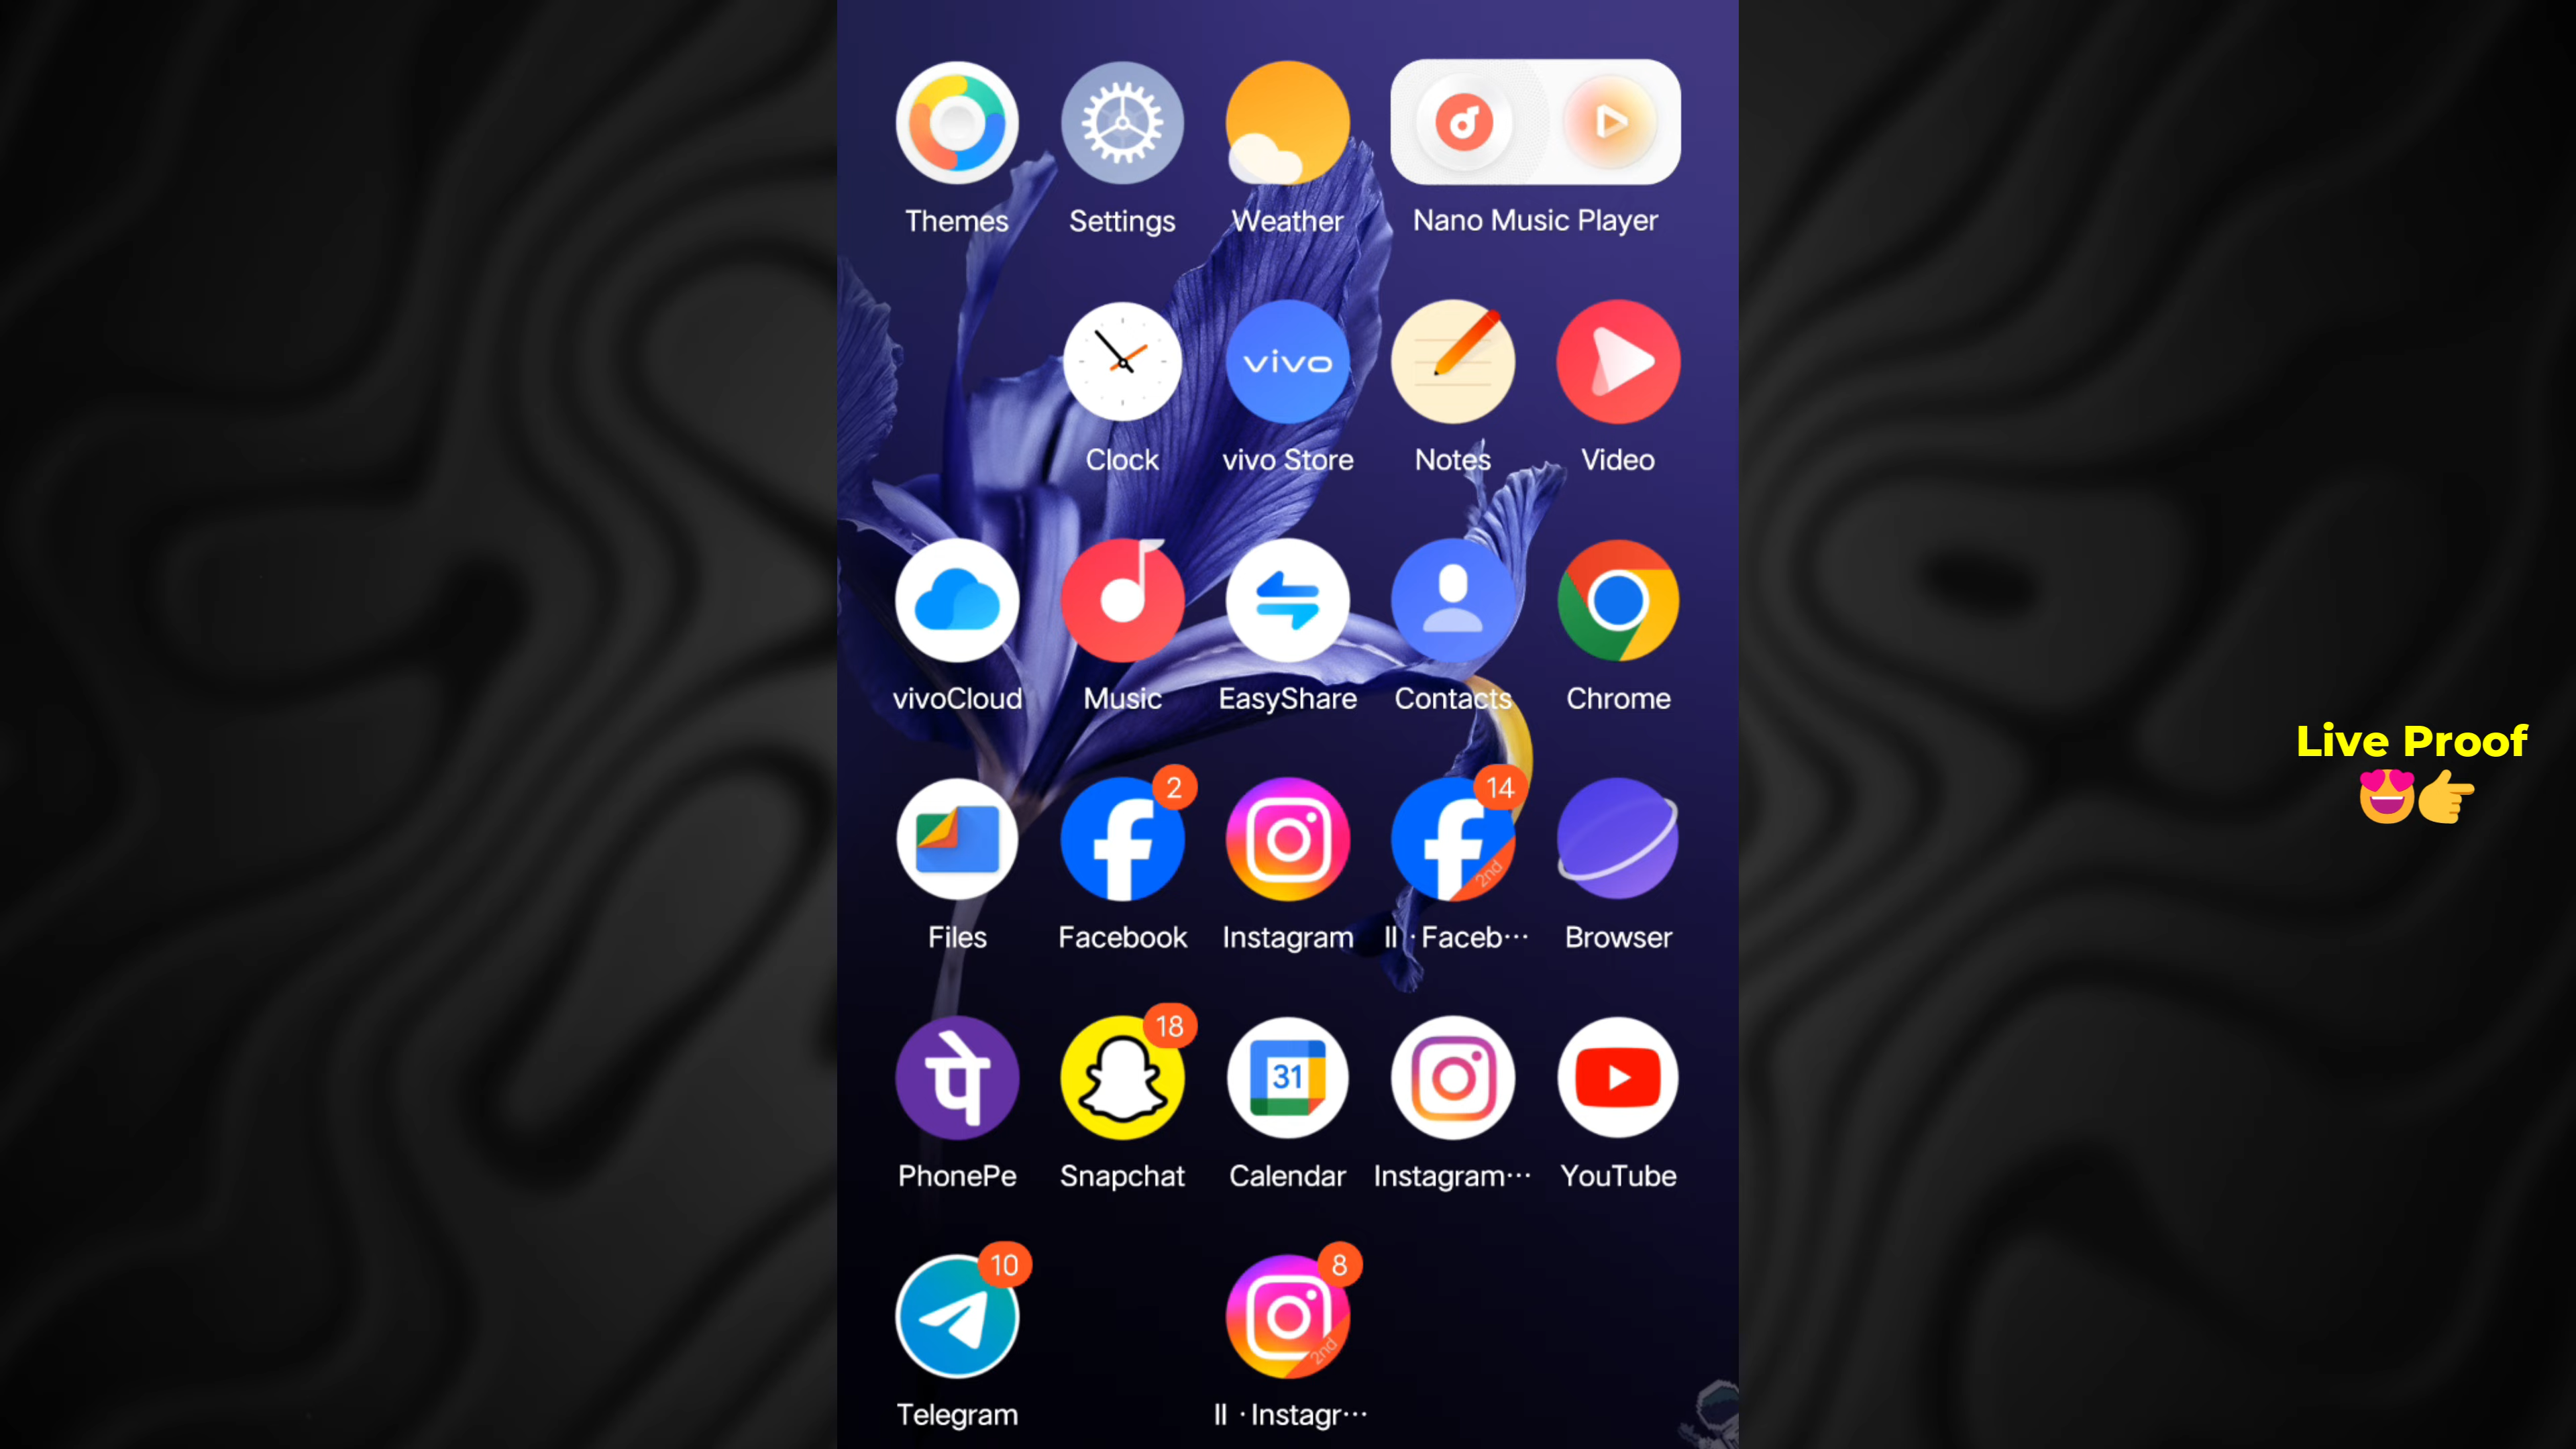 Themes
Settings
Weather
Nano Music Player
Clock
vivo
vivo Store
Notes
Video
vivoCloud
Music
EasyShare
Contacts
Chrome
Live Proof
2
14
2nd
Files
Facebook
Instagram
II · Faceb···
Browser
पे
18
31
PhonePe
Snapchat
Calendar
Instagram···
YouTube
10
8
2nd
Telegram
II · Instagr···